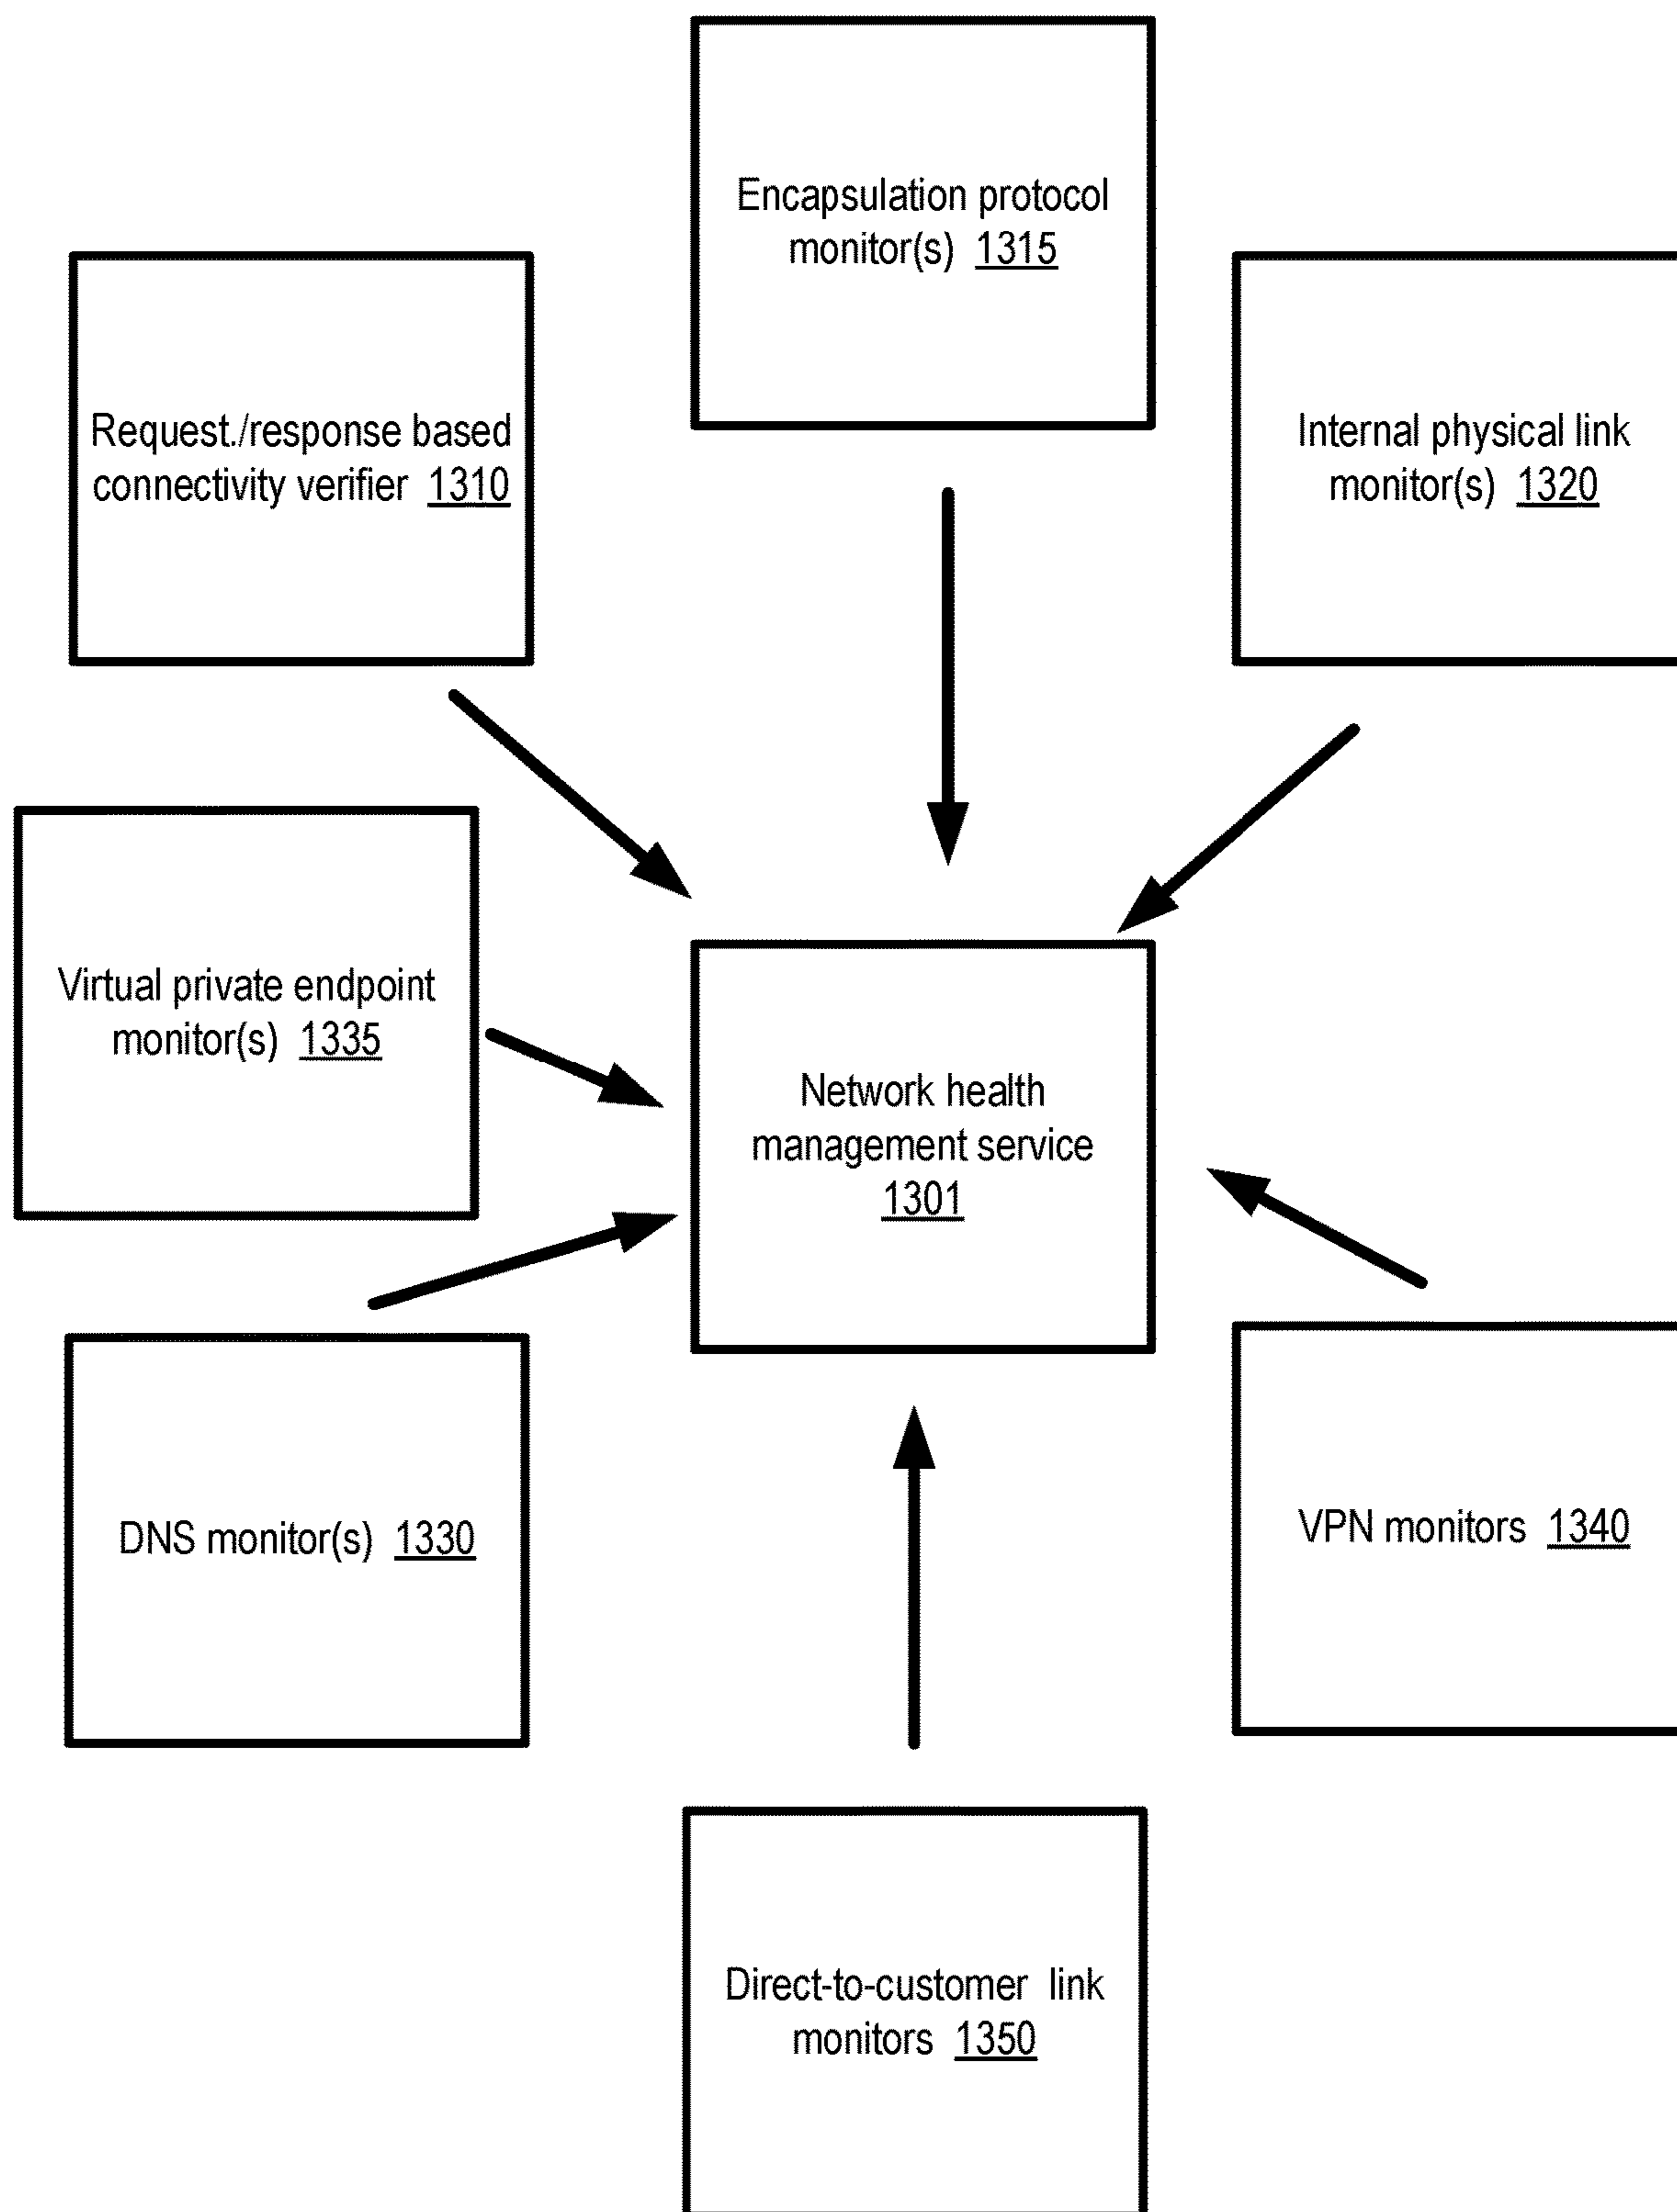 Encapsulation protocol
monitor(s) 1315
Request./response based
connectivity verifier 1310
Internal physical link
monitor(s) 1320
Virtual private endpoint
monitor(s) 1335
Network health
management service
1301
DNS monitor(s) 1330
VPN monitors 1340
Direct-to-customer link
monitors 1350